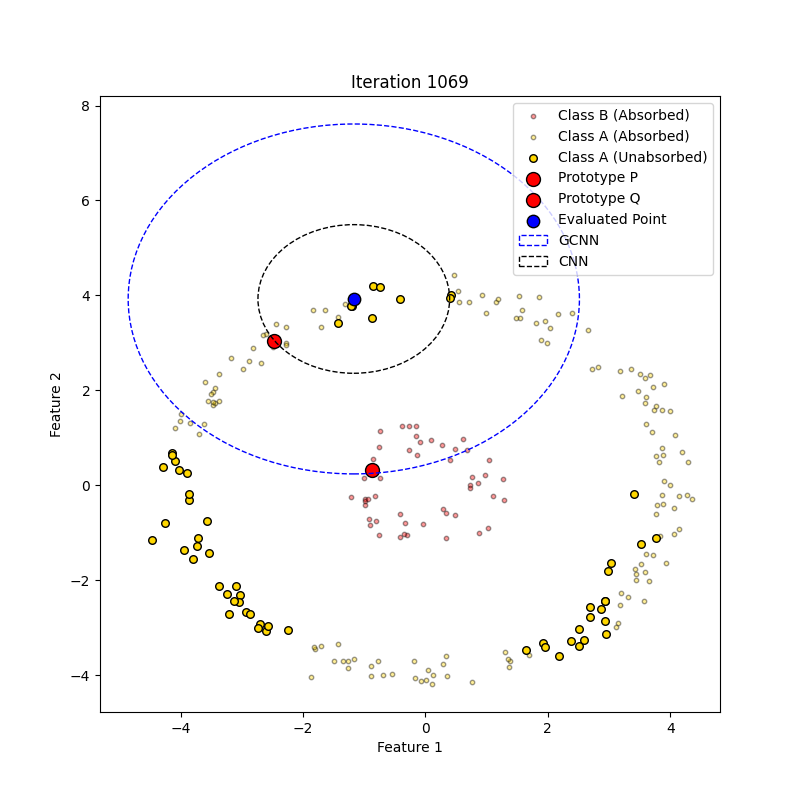 Iteration 1069
Class B (Absorbed)
Class A (Absorbed)
Class A (Unabsorbed)
Prototype P
Prototype Q
Evaluated Point
GCNN
CNN
8
6
4
2
0
−2
−4
Feature 2
−4
−2
0
2
4
Feature 1